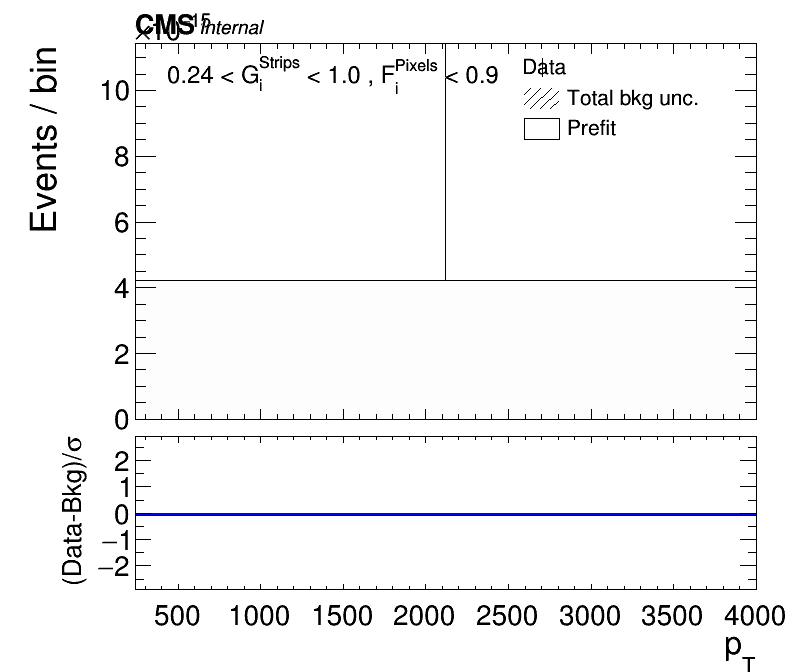 CMS Internal
×10^15
Events / bin
0.24 < G_i^Strips < 1.0 , F_i^Pixels < 0.9
Data
Total bkg unc.
Prefit
10
8
6
4
2
0
(Data-Bkg)/σ
2
1
0
−1
−2
500 1000 1500 2000 2500 3000 3500 4000
p_T